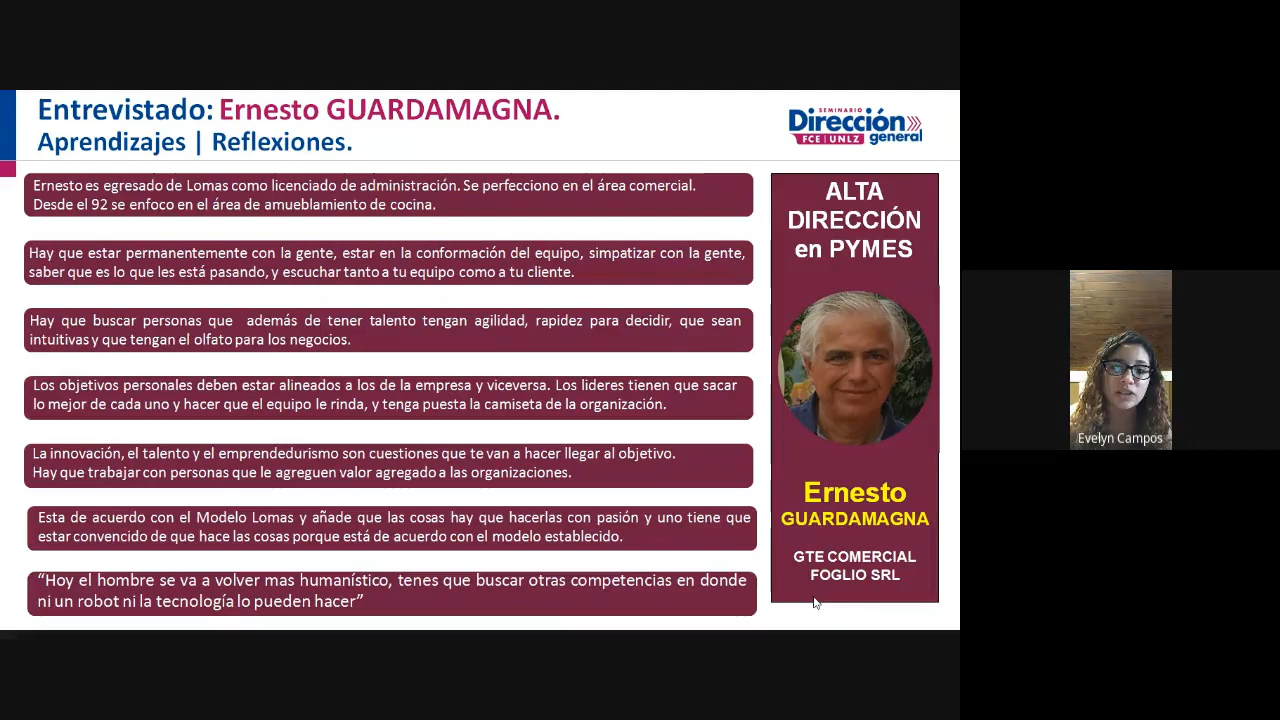 Entrevistado: Ernesto GUARDAMAGNA.
Aprendizajes | Reflexiones.
SEMINARIO
Dirección
FCE | UNLZ general
Ernesto es egresado de Lomas como licenciado de administración. Se perfecciono en el área comercial.
Desde el 92 se enfoco en el área de amueblamiento de cocina.
Hay que estar permanentemente con la gente, estar en la conformación del equipo, simpatizar con la gente,
saber que es lo que les está pasando, y escuchar tanto a tu equipo como a tu cliente.
Hay que buscar personas que además de tener talento tengan agilidad, rapidez para decidir, que sean
intuitivas y que tengan el olfato para los negocios.
Los objetivos personales deben estar alineados a los de la empresa y viceversa. Los lideres tienen que sacar
lo mejor de cada uno y hacer que el equipo le rinda, y tenga puesta la camiseta de la organización.
La innovación, el talento y el emprendedurismo son cuestiones que te van a hacer llegar al objetivo.
Hay que trabajar con personas que le agreguen valor agregado a las organizaciones.
Esta de acuerdo con el Modelo Lomas y añade que las cosas hay que hacerlas con pasión y uno tiene que
estar convencido de que hace las cosas porque está de acuerdo con el modelo establecido.
“Hoy el hombre se va a volver mas humanístico, tenes que buscar otras competencias en donde
ni un robot ni la tecnología lo pueden hacer”
ALTA
DIRECCIÓN
en PYMES
Ernesto
GUARDAMAGNA
GTE COMERCIAL
FOGLIO SRL
Evelyn Campos